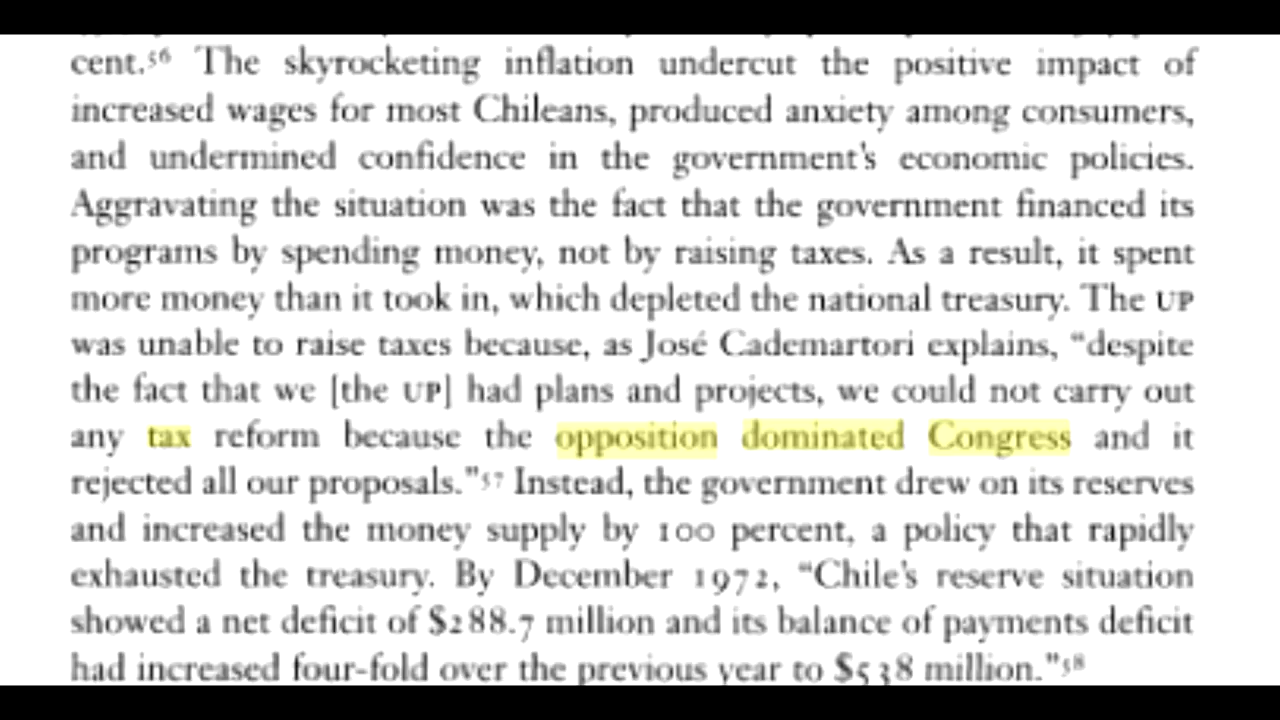 cent.56 The skyrocketing inflation undercut the positive impact of
increased wages for most Chileans, produced anxiety among consumers,
and undermined confidence in the government's economic policies.
Aggravating the situation was the fact that the government financed its
programs by spending money, not by raising taxes. As a result, it spent
more money than it took in, which depleted the national treasury. The UP
was unable to raise taxes because, as José Cademartori explains, "despite
the fact that we [the UP] had plans and projects, we could not carry out
any tax reform because the opposition dominated Congress and it
rejected all our proposals."57 Instead, the government drew on its reserves
and increased the money supply by 100 percent, a policy that rapidly
exhausted the treasury. By December 1972, "Chile's reserve situation
showed a net deficit of $288.7 million and its balance of payments deficit
had increased four-fold over the previous year to $538 million."58